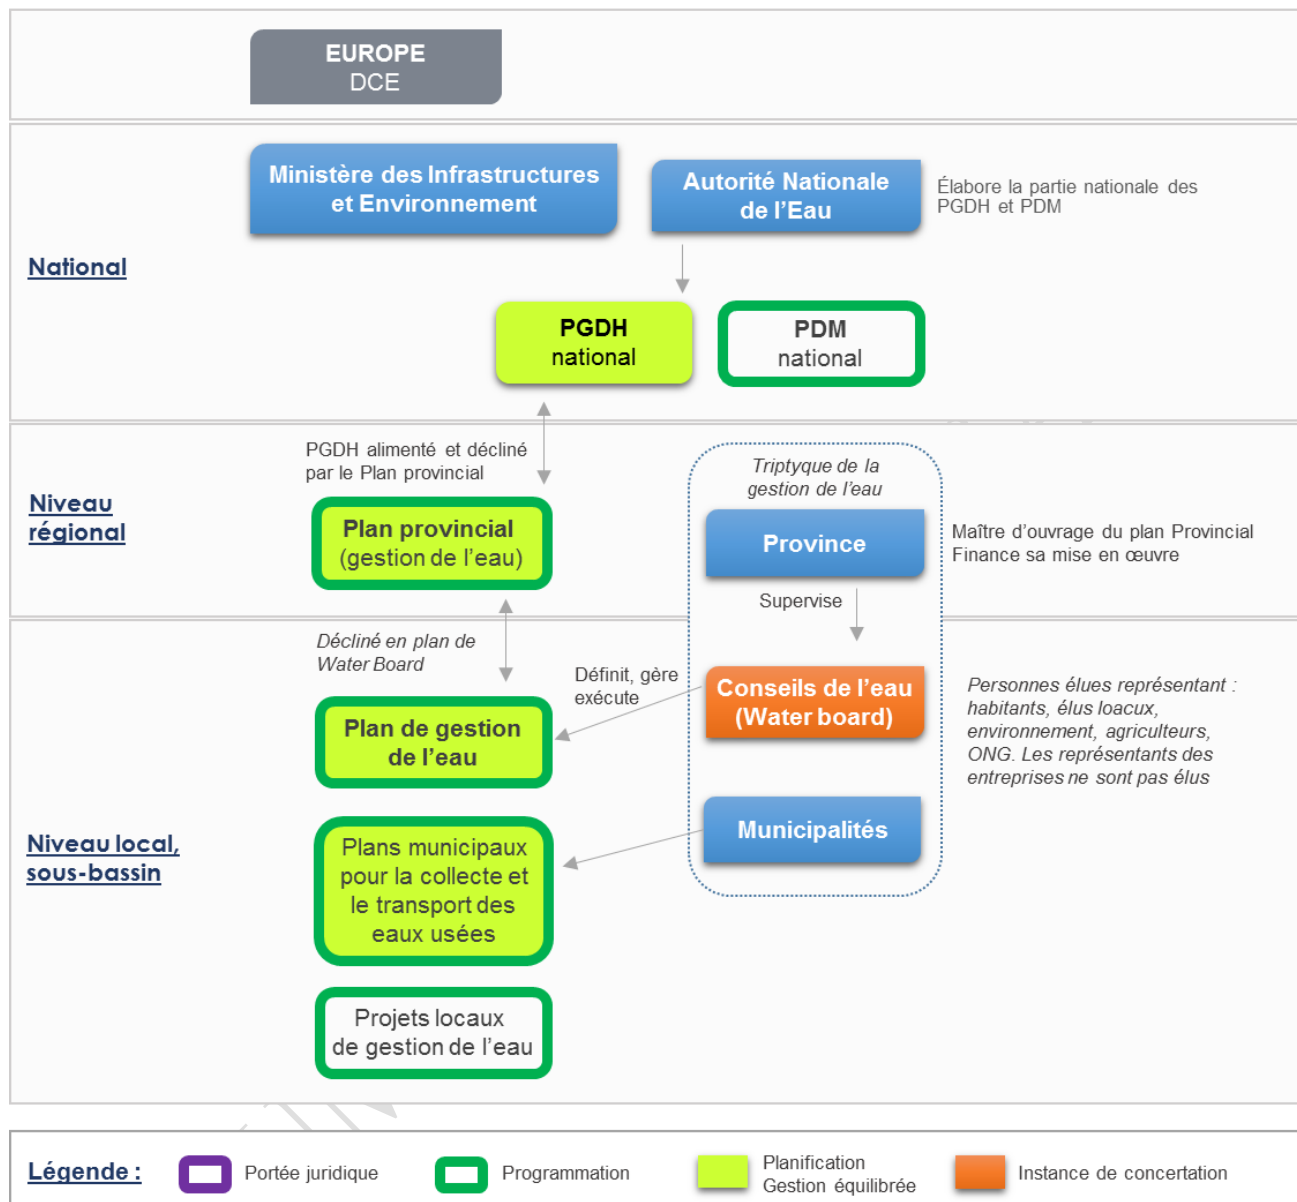 EUROPE
DCE
Ministère des Infrastructures
et Environnement
Autorité Nationale
de l’Eau
Élabore la partie nationale des
PGDH et PDM
National
PGDH
national
PDM
national
PGDH alimenté et décliné
par le Plan provincial
Triptyque de la
gestion de l’eau
Niveau
régional
Plan provincial
(gestion de l’eau)
Province
Maître d’ouvrage du plan Provincial
Finance sa mise en œuvre
Supervise
Décliné en plan de
Water Board
Définit, gère
exécute
Conseils de l’eau
(Water board)
Personnes élues représentant :
habitants, élus loacux,
environnement, agriculteurs,
ONG. Les représentants des
entreprises ne sont pas élus
Plan de gestion
de l’eau
Niveau local,
sous-bassin
Plans municipaux
pour la collecte et
le transport des
eaux usées
Municipalités
Projets locaux
de gestion de l’eau
Légende :
Portée juridique
Programmation
Planification
Gestion équilibrée
Instance de concertation